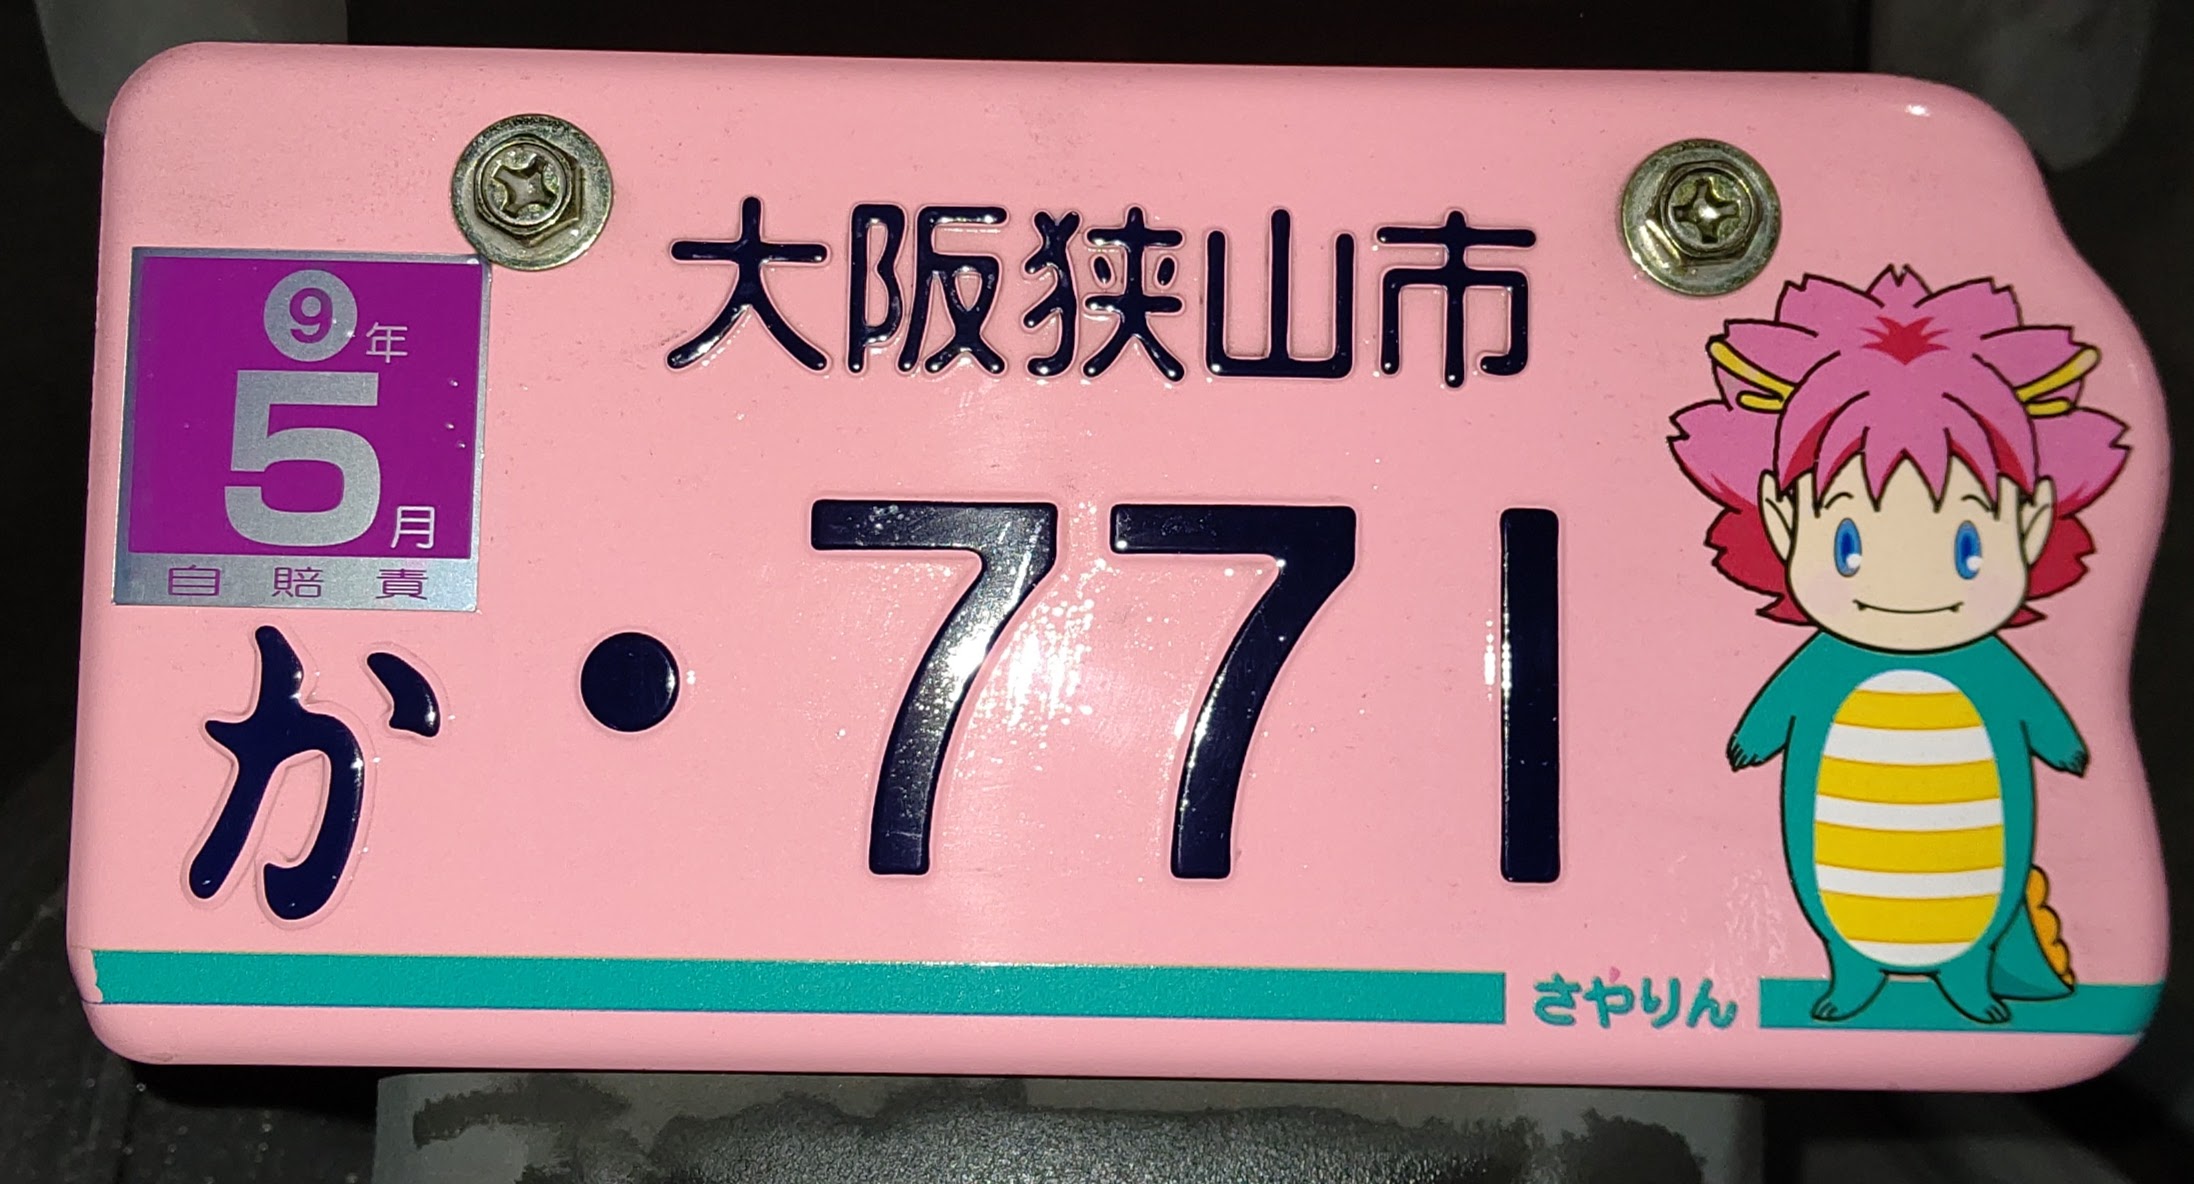 大阪狭山市
9年
5月
自賠責
か・771
さやりん